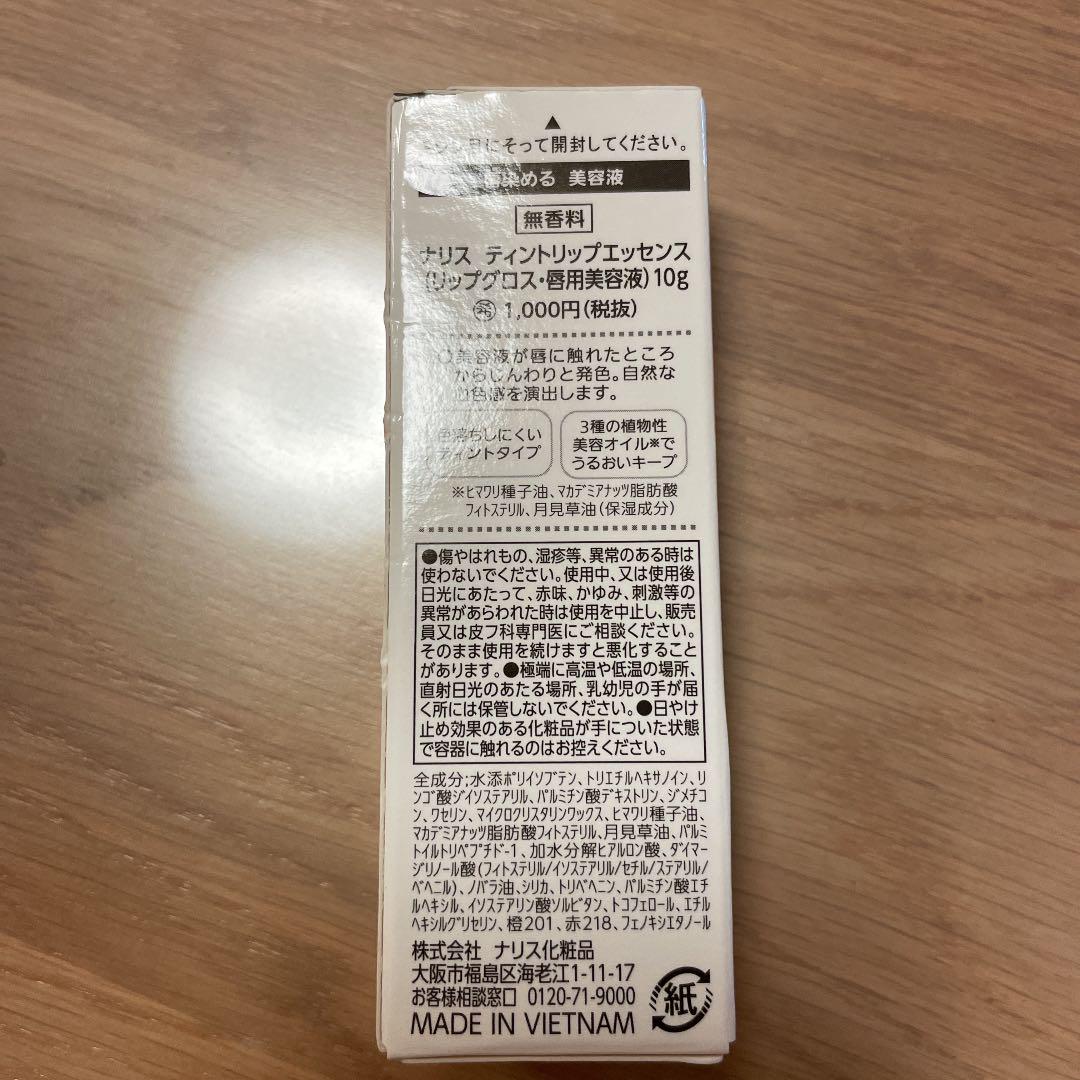 ▲
にそって開封してください。
染める 美容液
無香料
ナリス ティントリップエッセンス
(リップグロス・唇用美容液)10g
㋖ 1,000円(税抜)
○美容液が唇に触れたところ
からじんわりと発色。自然な
血色感を演出します。
色落ちしにくい
ティントタイプ
3種の植物性
美容オイル※で
うるおいキープ
※ヒマワリ種子油、マカデミアナッツ脂肪酸
フィトステリル、月見草油(保湿成分)
●傷やはれもの、湿疹等、異常のある時は
使わないでください。使用中、又は使用後
日光にあたって、赤味、かゆみ、刺激等の
異常があらわれた時は使用を中止し、販売
員又は皮フ科専門医にご相談ください。
そのまま使用を続けますと悪化すること
があります。●極端に高温や低温の場所、
直射日光のあたる場所、乳幼児の手が届
く所には保管しないでください。●日やけ
止め効果のある化粧品が手についた状態
で容器に触れるのはお控えください。
全成分;水添ポリイソブテン、トリエチルヘキサノイン、リ
ンゴ酸ジイソステアリル、パルミチン酸デキストリン、ジメチコ
ン、ワセリン、マイクロクリスタリンワックス、ヒマワリ種子油、
マカデミアナッツ脂肪酸フィトステリル、月見草油、パルミ
トイルトリペプチド-1、加水分解ヒアルロン酸、ダイマー
ジリノール酸(フィトステリル/イソステアリル/セチル/ステアリル/
ベヘニル)、ノバラ油、シリカ、トリベヘニン、パルミチン酸エチ
ルヘキシル、イソステアリン酸ソルビタン、トコフェロール、エチル
ヘキシルグリセリン、橙201、赤218、フェノキシエタノール
株式会社 ナリス化粧品
大阪市福島区海老江1-11-17
お客様相談窓口 0120-71-9000
MADE IN VIETNAM
紙